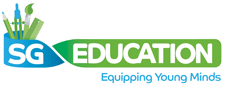 SG EDUCATION
Equipping Young Minds